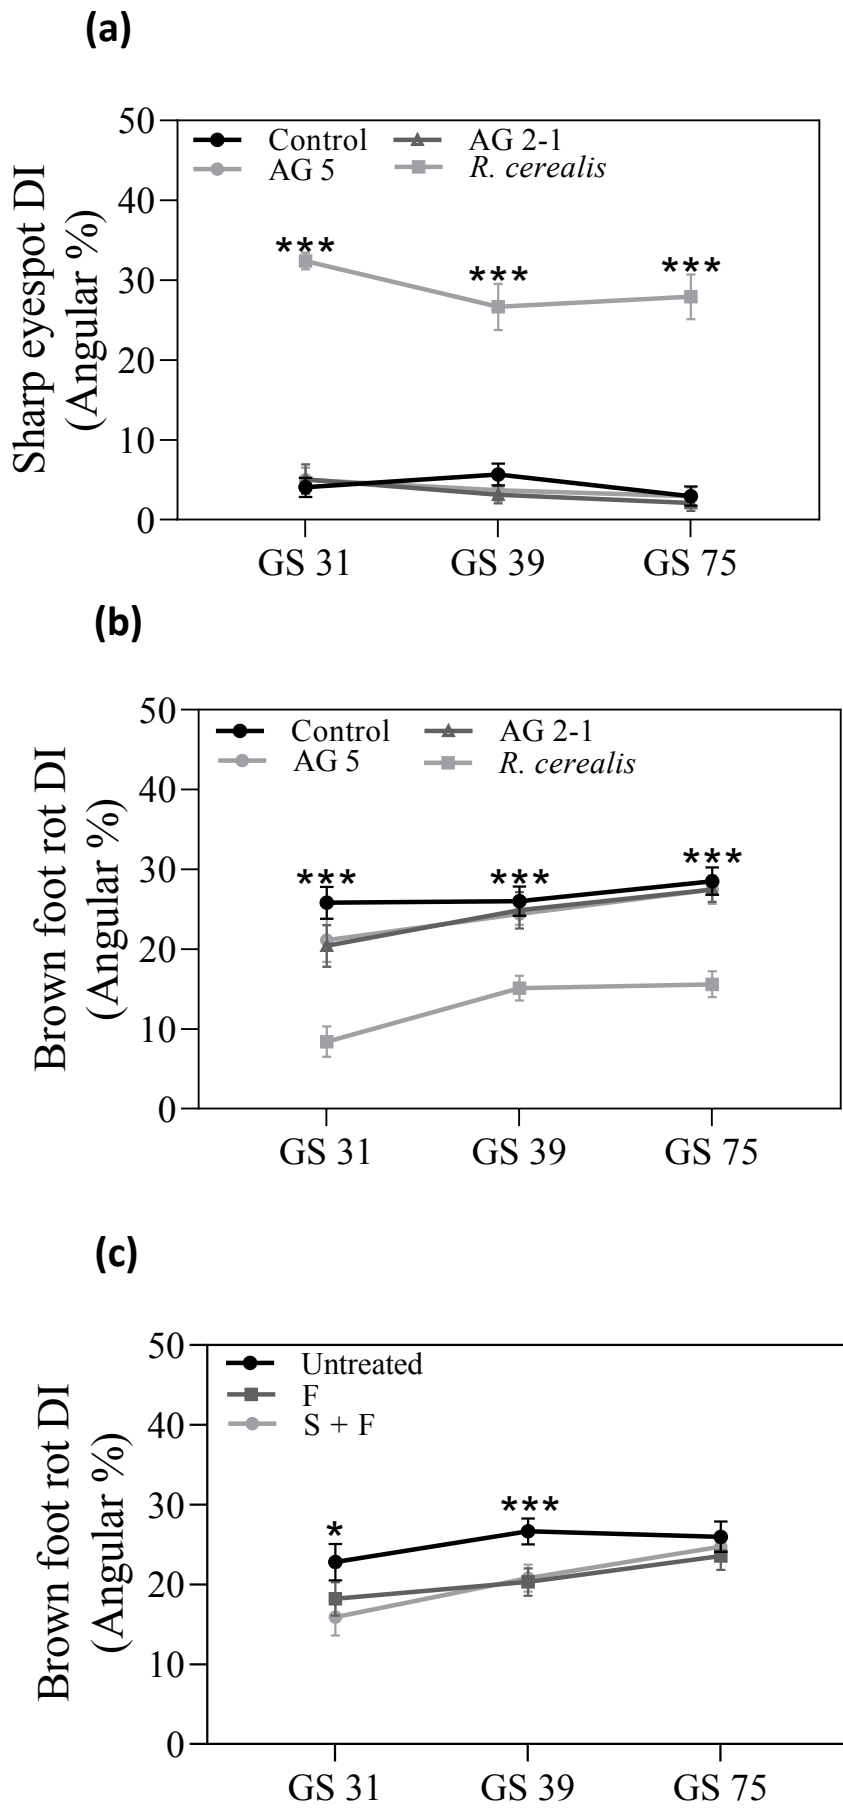 (a)
Sharp eyespot DI
(Angular %)
50
40
30
20
10
0
Control
AG 2-1
AG 5
R. cerealis
***
***
***
GS 31
GS 39
GS 75
(b)
Brown foot rot DI
(Angular %)
50
40
30
20
10
0
Control
AG 2-1
AG 5
R. cerealis
***
***
***
GS 31
GS 39
GS 75
(c)
Brown foot rot DI
(Angular %)
50
40
30
20
10
0
Untreated
F
S + F
*
***
GS 31
GS 39
GS 75